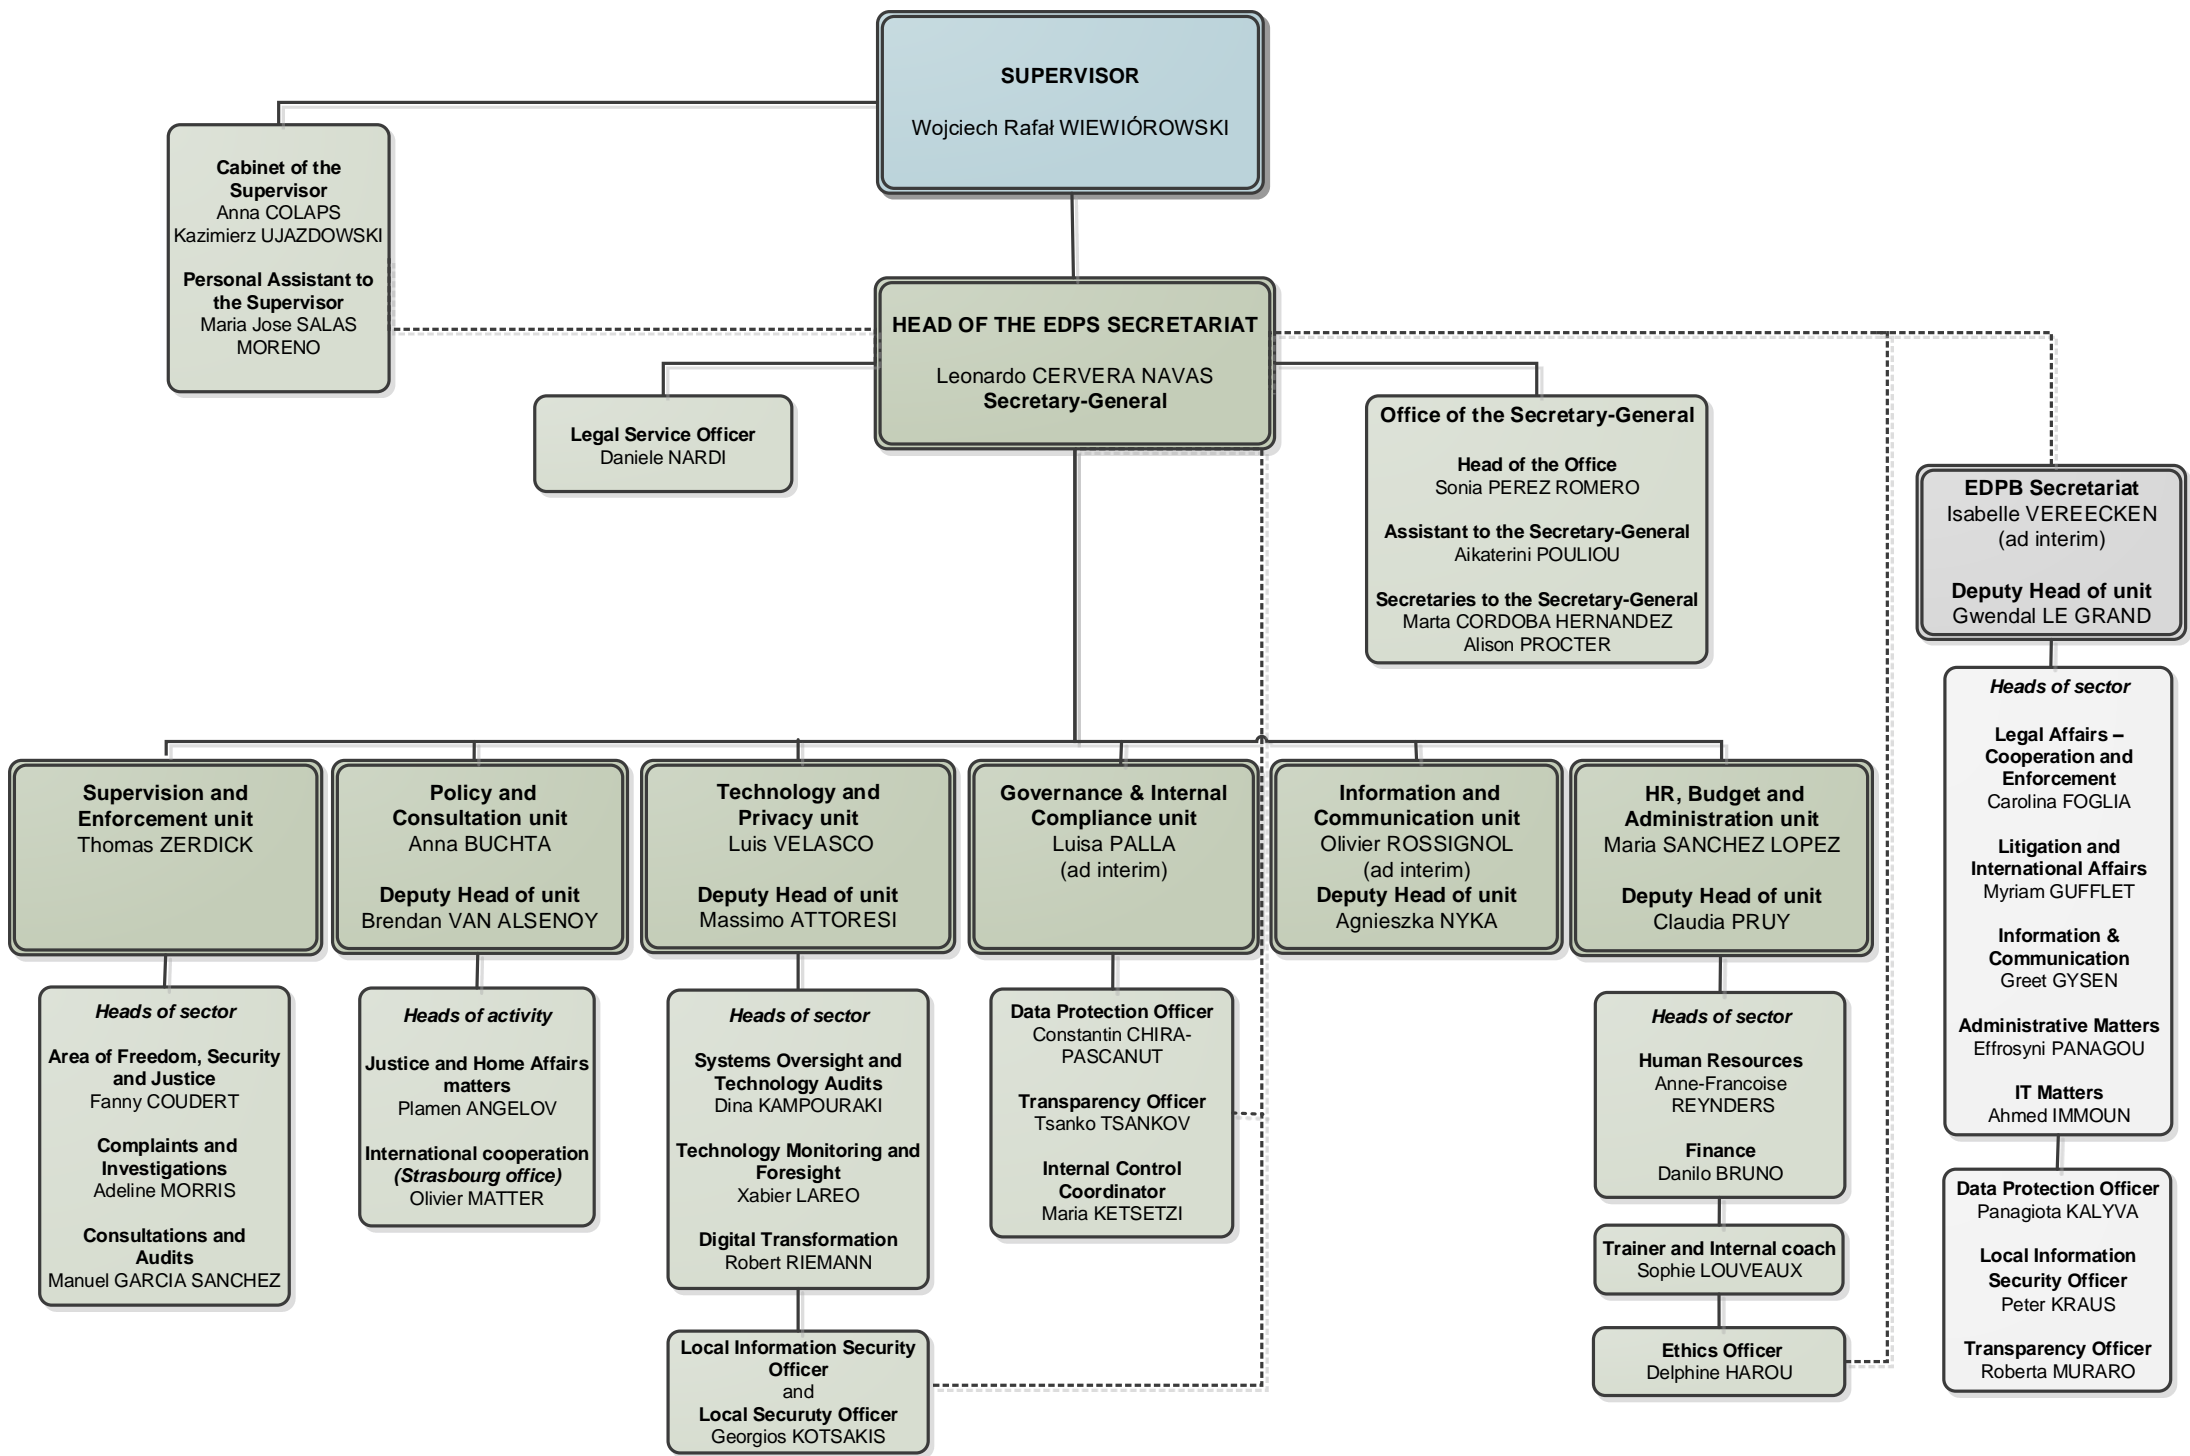 SUPERVISOR
Wojciech Rafał WIEWIÓROWSKI
Cabinet of the
Supervisor
Anna COLAPS
Kazimierz UJAZDOWSKI
Personal Assistant to
the Supervisor
Maria Jose SALAS
MORENO
HEAD OF THE EDPS SECRETARIAT
Leonardo CERVERA NAVAS
Secretary-General
Legal Service Officer
Daniele NARDI
Office of the Secretary-General
Head of the Office
Sonia PEREZ ROMERO
Assistant to the Secretary-General
Aikaterini POULIOU
Secretaries to the Secretary-General
Marta CORDOBA HERNANDEZ
Alison PROCTER
EDPB Secretariat
Isabelle VEREECKEN
(ad interim)
Deputy Head of unit
Gwendal LE GRAND
Heads of sector
Legal Affairs –
Cooperation and
Enforcement
Carolina FOGLIA
Litigation and
International Affairs
Myriam GUFFLET
Information &
Communication
Greet GYSEN
Administrative Matters
Effrosyni PANAGOU
IT Matters
Ahmed IMMOUN
Data Protection Officer
Panagiota KALYVA
Local Information
Security Officer
Peter KRAUS
Transparency Officer
Roberta MURARO
Supervision and
Enforcement unit
Thomas ZERDICK
Heads of sector
Area of Freedom, Security
and Justice
Fanny COUDERT
Complaints and
Investigations
Adeline MORRIS
Consultations and
Audits
Manuel GARCIA SANCHEZ
Policy and
Consultation unit
Anna BUCHTA
Deputy Head of unit
Brendan VAN ALSENOY
Heads of activity
Justice and Home Affairs
matters
Plamen ANGELOV
International cooperation
(Strasbourg office)
Olivier MATTER
Technology and
Privacy unit
Luis VELASCO
Deputy Head of unit
Massimo ATTORESI
Heads of sector
Systems Oversight and
Technology Audits
Dina KAMPOURAKI
Technology Monitoring and
Foresight
Xabier LAREO
Digital Transformation
Robert RIEMANN
Local Information Security
Officer
and
Local Securuty Officer
Georgios KOTSAKIS
Governance & Internal
Compliance unit
Luisa PALLA
(ad interim)
Data Protection Officer
Constantin CHIRA-
PASCANUT
Transparency Officer
Tsanko TSANKOV
Internal Control
Coordinator
Maria KETSETZI
Information and
Communication unit
Olivier ROSSIGNOL
(ad interim)
Deputy Head of unit
Agnieszka NYKA
HR, Budget and
Administration unit
Maria SANCHEZ LOPEZ
Deputy Head of unit
Claudia PRUY
Heads of sector
Human Resources
Anne-Francoise
REYNDERS
Finance
Danilo BRUNO
Trainer and Internal coach
Sophie LOUVEAUX
Ethics Officer
Delphine HAROU